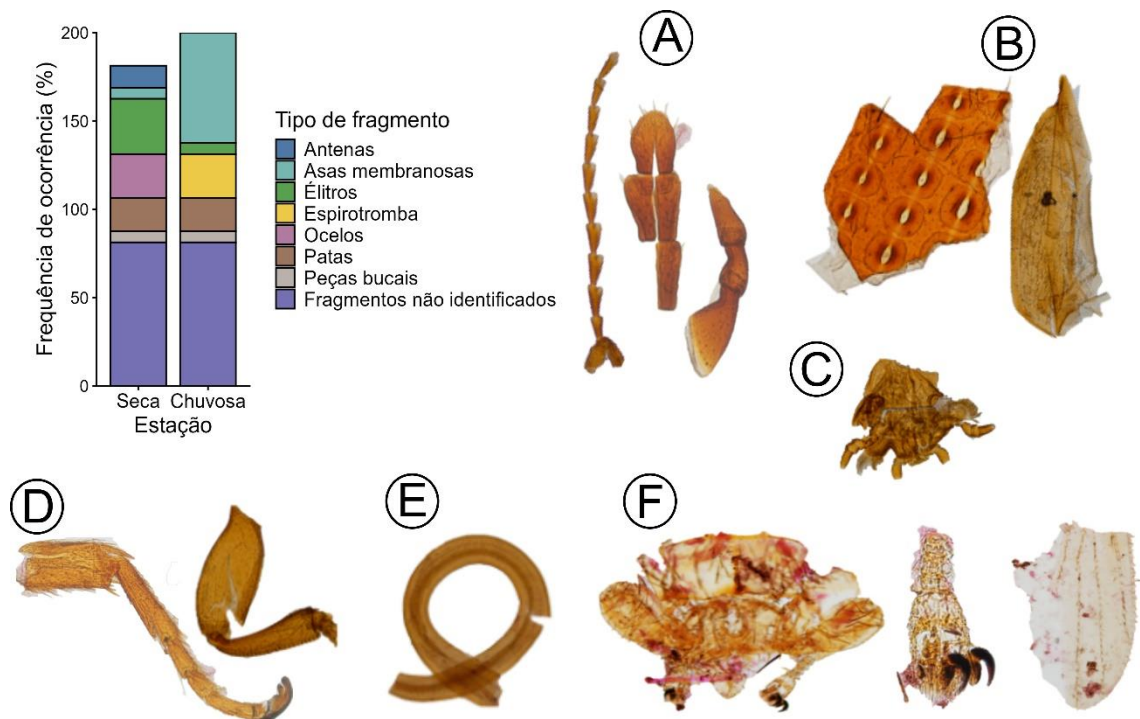 200
150
100
50
0
Frequência de ocorrência (%)
Seca Chuvosa
Estação
Tipo de fragmento
Antenas
Asas membranosas
Élitros
Espirotromba
Ocelos
Patas
Peças bucais
Fragmentos não identificados
A
B
C
D
E
F